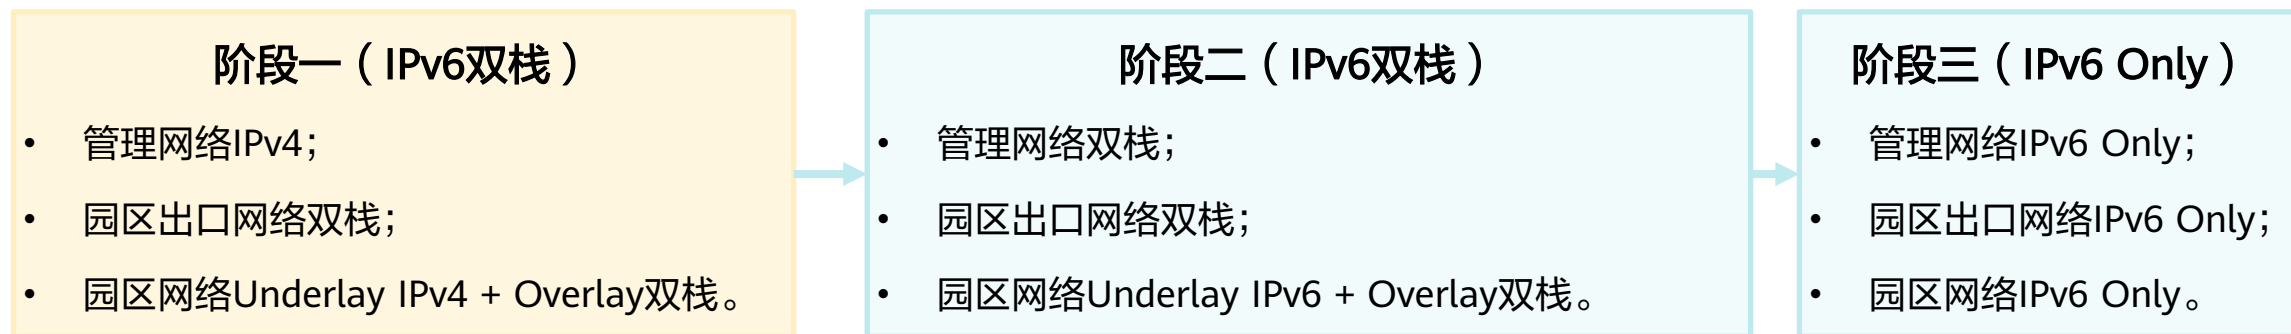 阶段一（IPv6双栈）
• 管理网络IPv4；
• 园区出口网络双栈；
• 园区网络Underlay IPv4 + Overlay双栈。
阶段二（IPv6双栈）
• 管理网络双栈；
• 园区出口网络双栈；
• 园区网络Underlay IPv6 + Overlay双栈。
阶段三（IPv6 Only）
• 管理网络IPv6 Only；
• 园区出口网络IPv6 Only；
• 园区网络IPv6 Only。